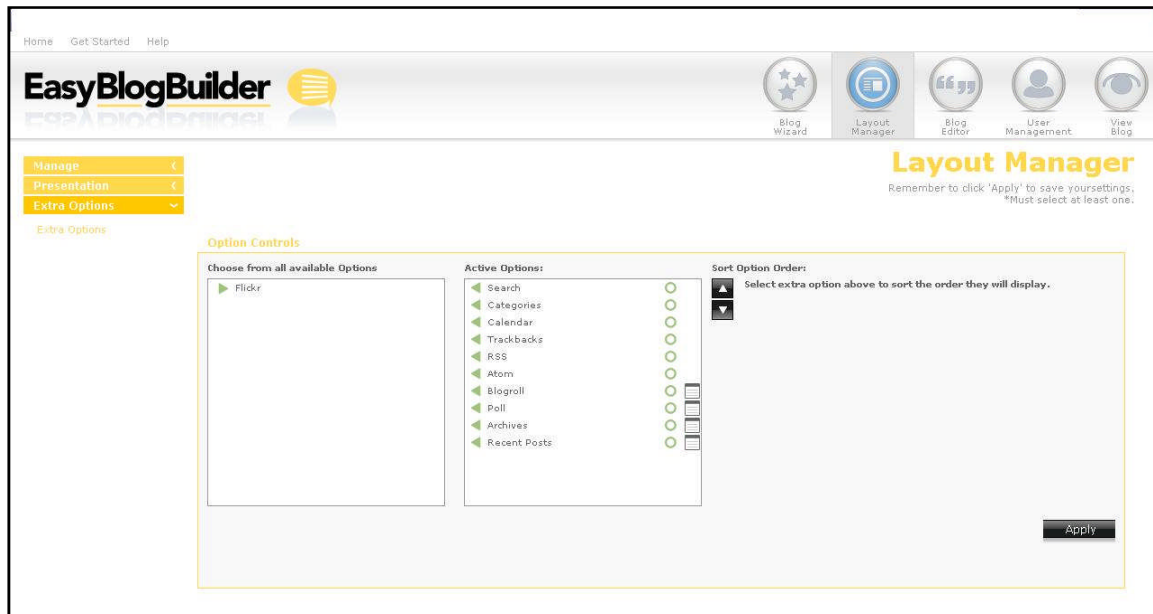 Home Get Started Help
EasyBlogBuilder
Blog
Wizard
Layout
Manager
Blog
Editor
User
Management
View
Blog
Manage
Presentation
Extra Options
Extra Options
Layout Manager
Remember to click 'Apply' to save yoursettings.
*Must select at least one.
Option Controls
Choose from all available Options
Flickr
Active Options:
Search
Categories
Calendar
Trackbacks
RSS
Atom
Blogroll
Poll
Archives
Recent Posts
Sort Option Order:
Select extra option above to sort the order they will display.
Apply